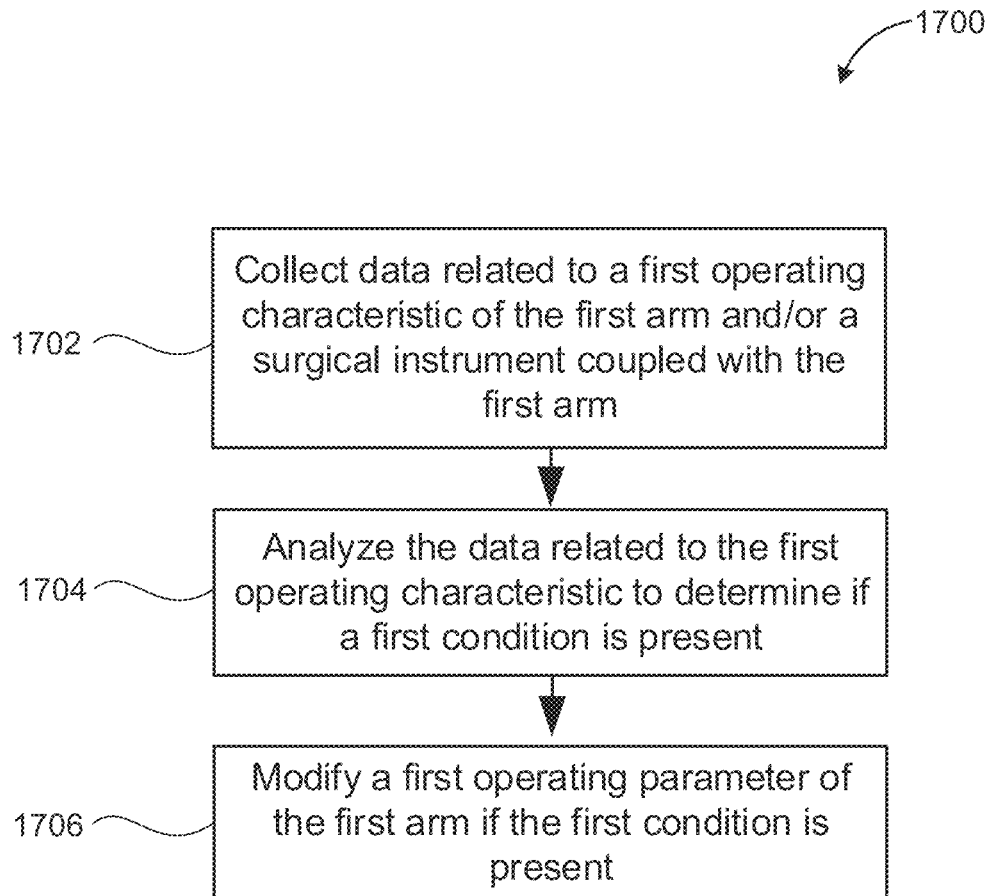 1700
Collect data related to a first operating
characteristic of the first arm and/or a
surgical instrument coupled with the
first arm
1702
Analyze the data related to the first
operating characteristic to determine if
a first condition is present
1704
Modify a first operating parameter of
the first arm if the first condition is
present
1706